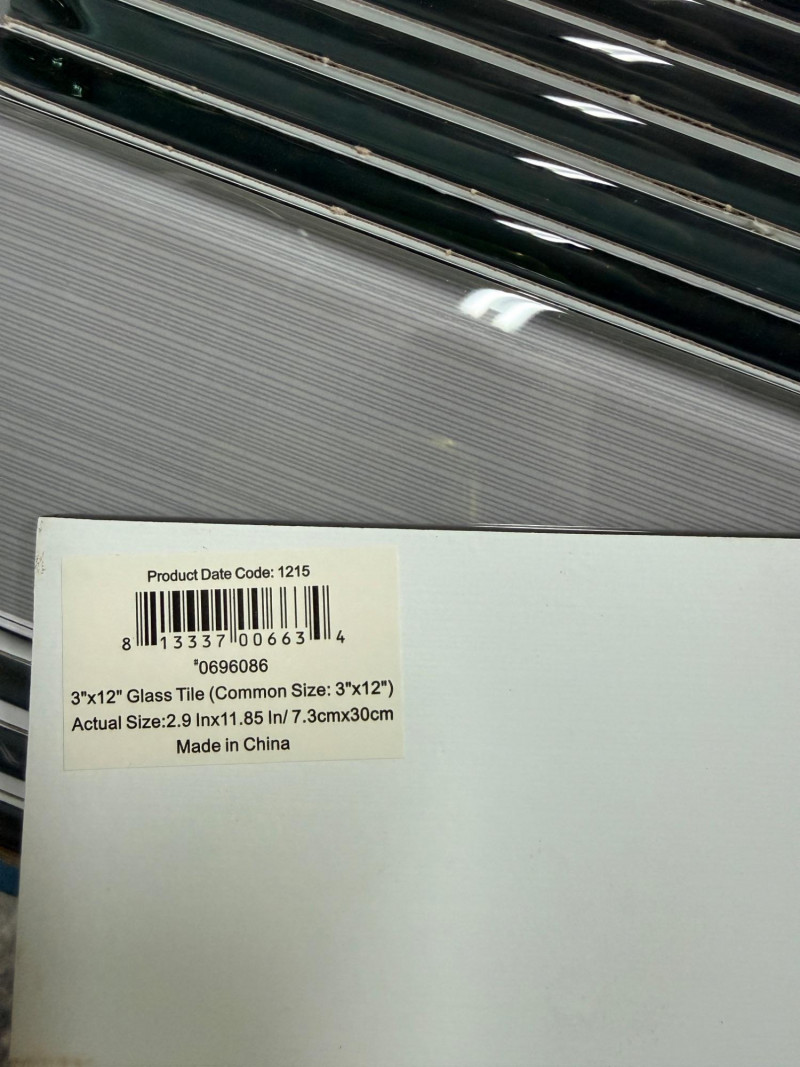 Product Date Code: 1215
8 13337 00663 4
#0696086
3"x12" Glass Tile (Common Size: 3"x12")
Actual Size:2.9 Inx11.85 In/ 7.3cmx30cm
Made in China